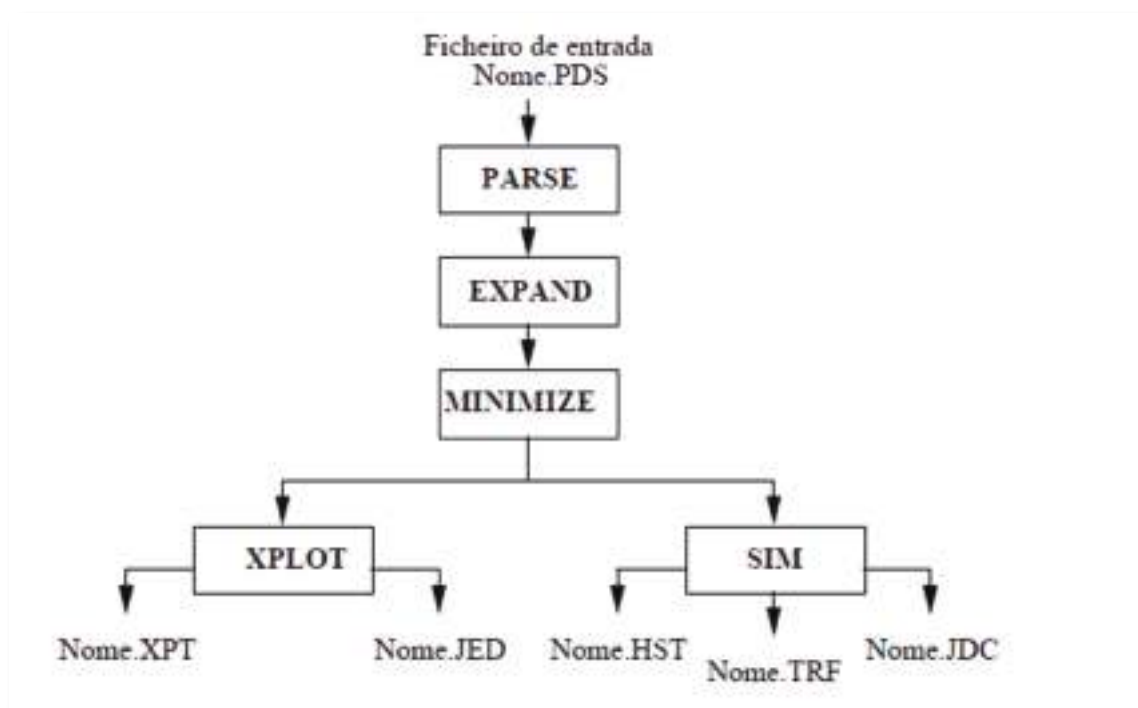 Ficheiro de entrada
Nome.PDS
PARSE
EXPAND
MINIMIZE
XPLOT
SIM
Nome.XPT
Nome.JED
Nome.HST
Nome.TRF
Nome.JDC